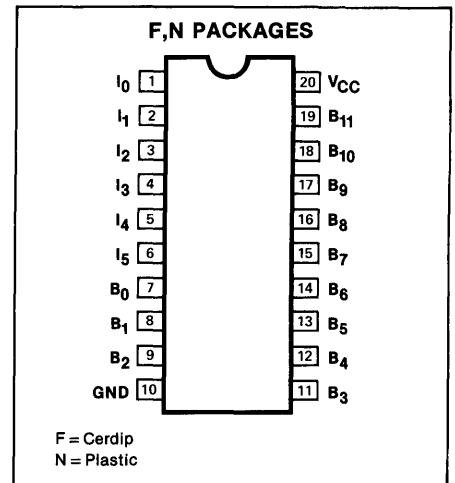 F,N PACKAGES
I0 1 20 VCC
I1 2 19 B11
I2 3 18 B10
I3 4 17 B9
I4 5 16 B8
I5 6 15 B7
B0 7 14 B6
B1 8 13 B5
B2 9 12 B4
GND 10 11 B3
F = Cerdip
N = Plastic